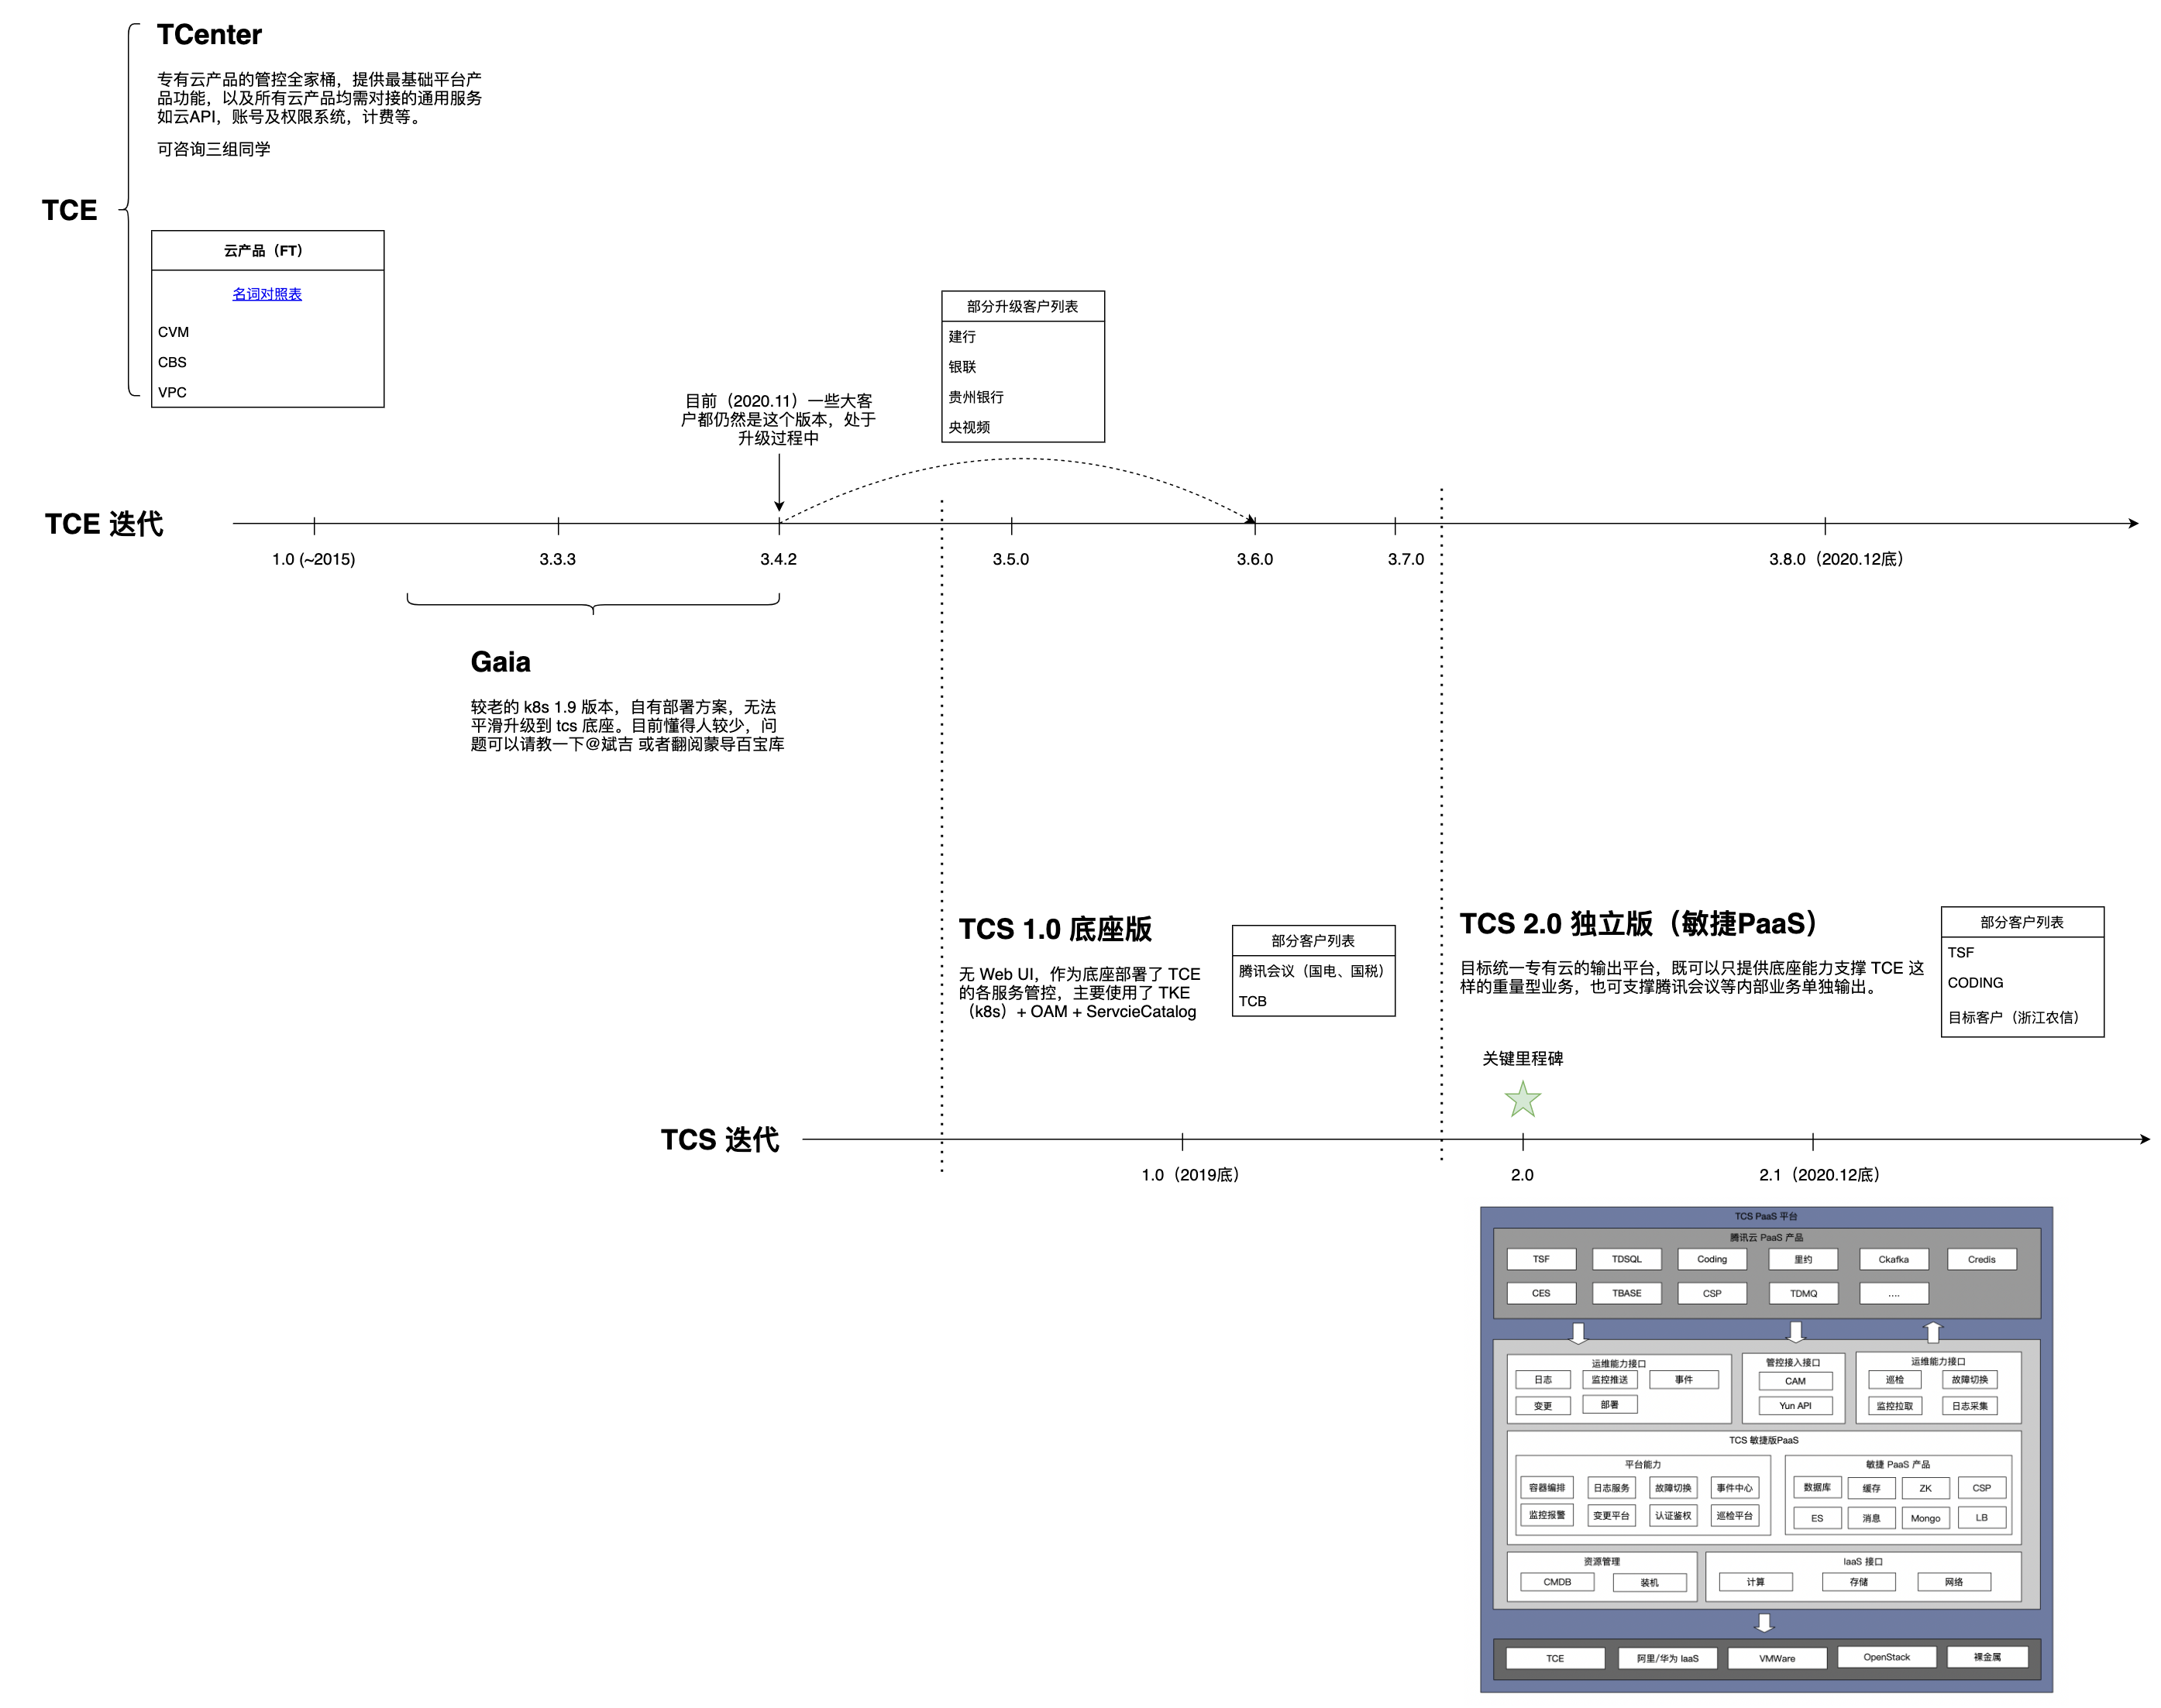 TCenter
专有云产品的管控全家桶，提供最基础平台产
品功能，以及所有云产品均需对接的通用服务
如云API，账号及权限系统，计费等。
可咨询三组同学
TCE
云产品（FT）
名词对照表
CVM
CBS
VPC
部分升级客户列表
建行
银联
贵州银行
央视频
目前（2020.11）一些大客
户都仍然是这个版本，处于
升级过程中
TCE 迭代
1.0 (~2015)
3.3.3
3.4.2
3.5.0
3.6.0
3.7.0
3.8.0（2020.12底）
Gaia
较老的 k8s 1.9 版本，自有部署方案，无法
平滑升级到 tcs 底座。目前懂得人较少，问
题可以请教一下@斌吉 或者翻阅蒙导百宝库
TCS 1.0 底座版
无 Web UI，作为底座部署了 TCE
的各服务管控，主要使用了 TKE
（k8s）+ OAM + ServcieCatalog
部分客户列表
腾讯会议（国电、国税）
TCB
TCS 2.0 独立版（敏捷PaaS）
目标统一专有云的输出平台，既可以只提供底座能力支撑 TCE 这
样的重量型业务，也可支撑腾讯会议等内部业务单独输出。
部分客户列表
TSF
CODING
目标客户（浙江农信）
关键里程碑
TCS 迭代
1.0（2019底）
2.0
2.1（2020.12底）
TCS PaaS 平台
腾讯云 PaaS 产品
TSF
TDSQL
Coding
里约
Ckafka
Credis
CES
TBASE
CSP
TDMQ
....
运维能力接口
日志
监控推送
事件
变更
部署
管控接入接口
CAM
Yun API
运维能力接口
巡检
故障切换
监控拉取
日志采集
TCS 敏捷版PaaS
平台能力
容器编排
日志服务
故障切换
事件中心
监控报警
变更平台
认证鉴权
巡检平台
敏捷 PaaS 产品
数据库
缓存
ZK
CSP
ES
消息
Mongo
LB
资源管理
CMDB
装机
IaaS 接口
计算
存储
网络
TCE
阿里/华为 IaaS
VMWare
OpenStack
裸金属